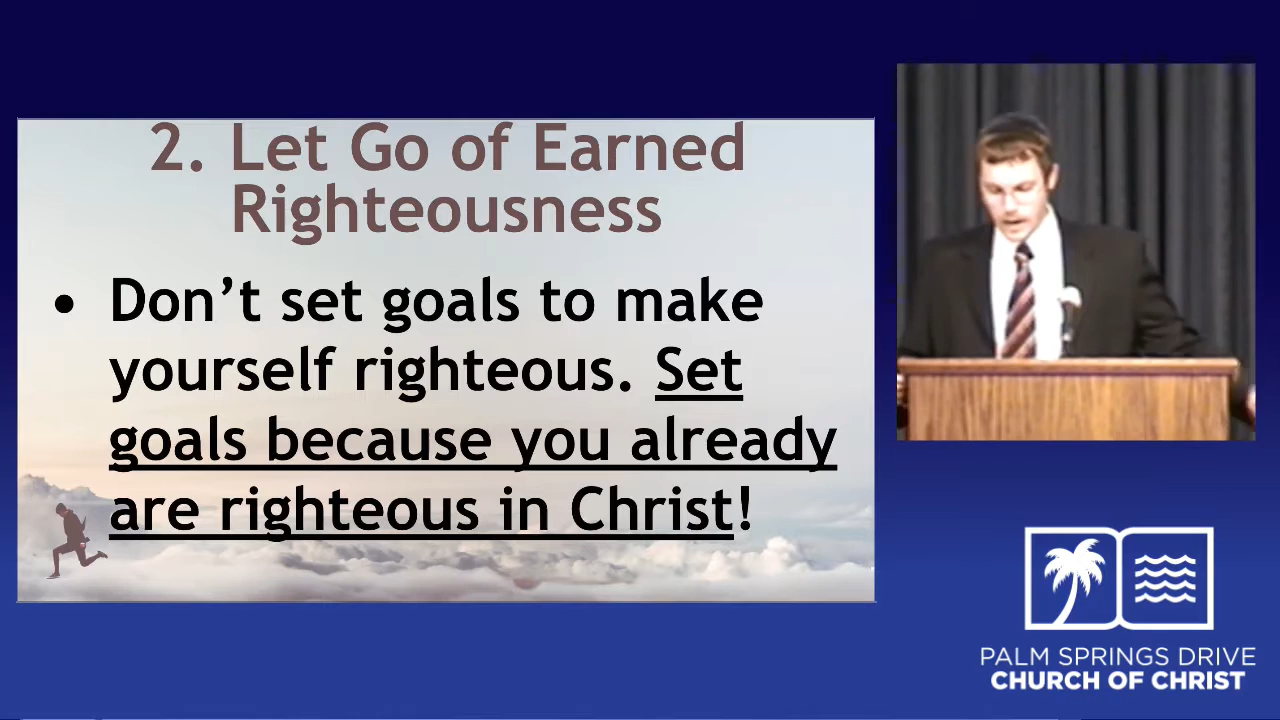 2. Let Go of Earned
Righteousness
• Don’t set goals to make
yourself righteous. Set
goals because you already
are righteous in Christ!
PALM SPRINGS DRIVE
CHURCH OF CHRIST